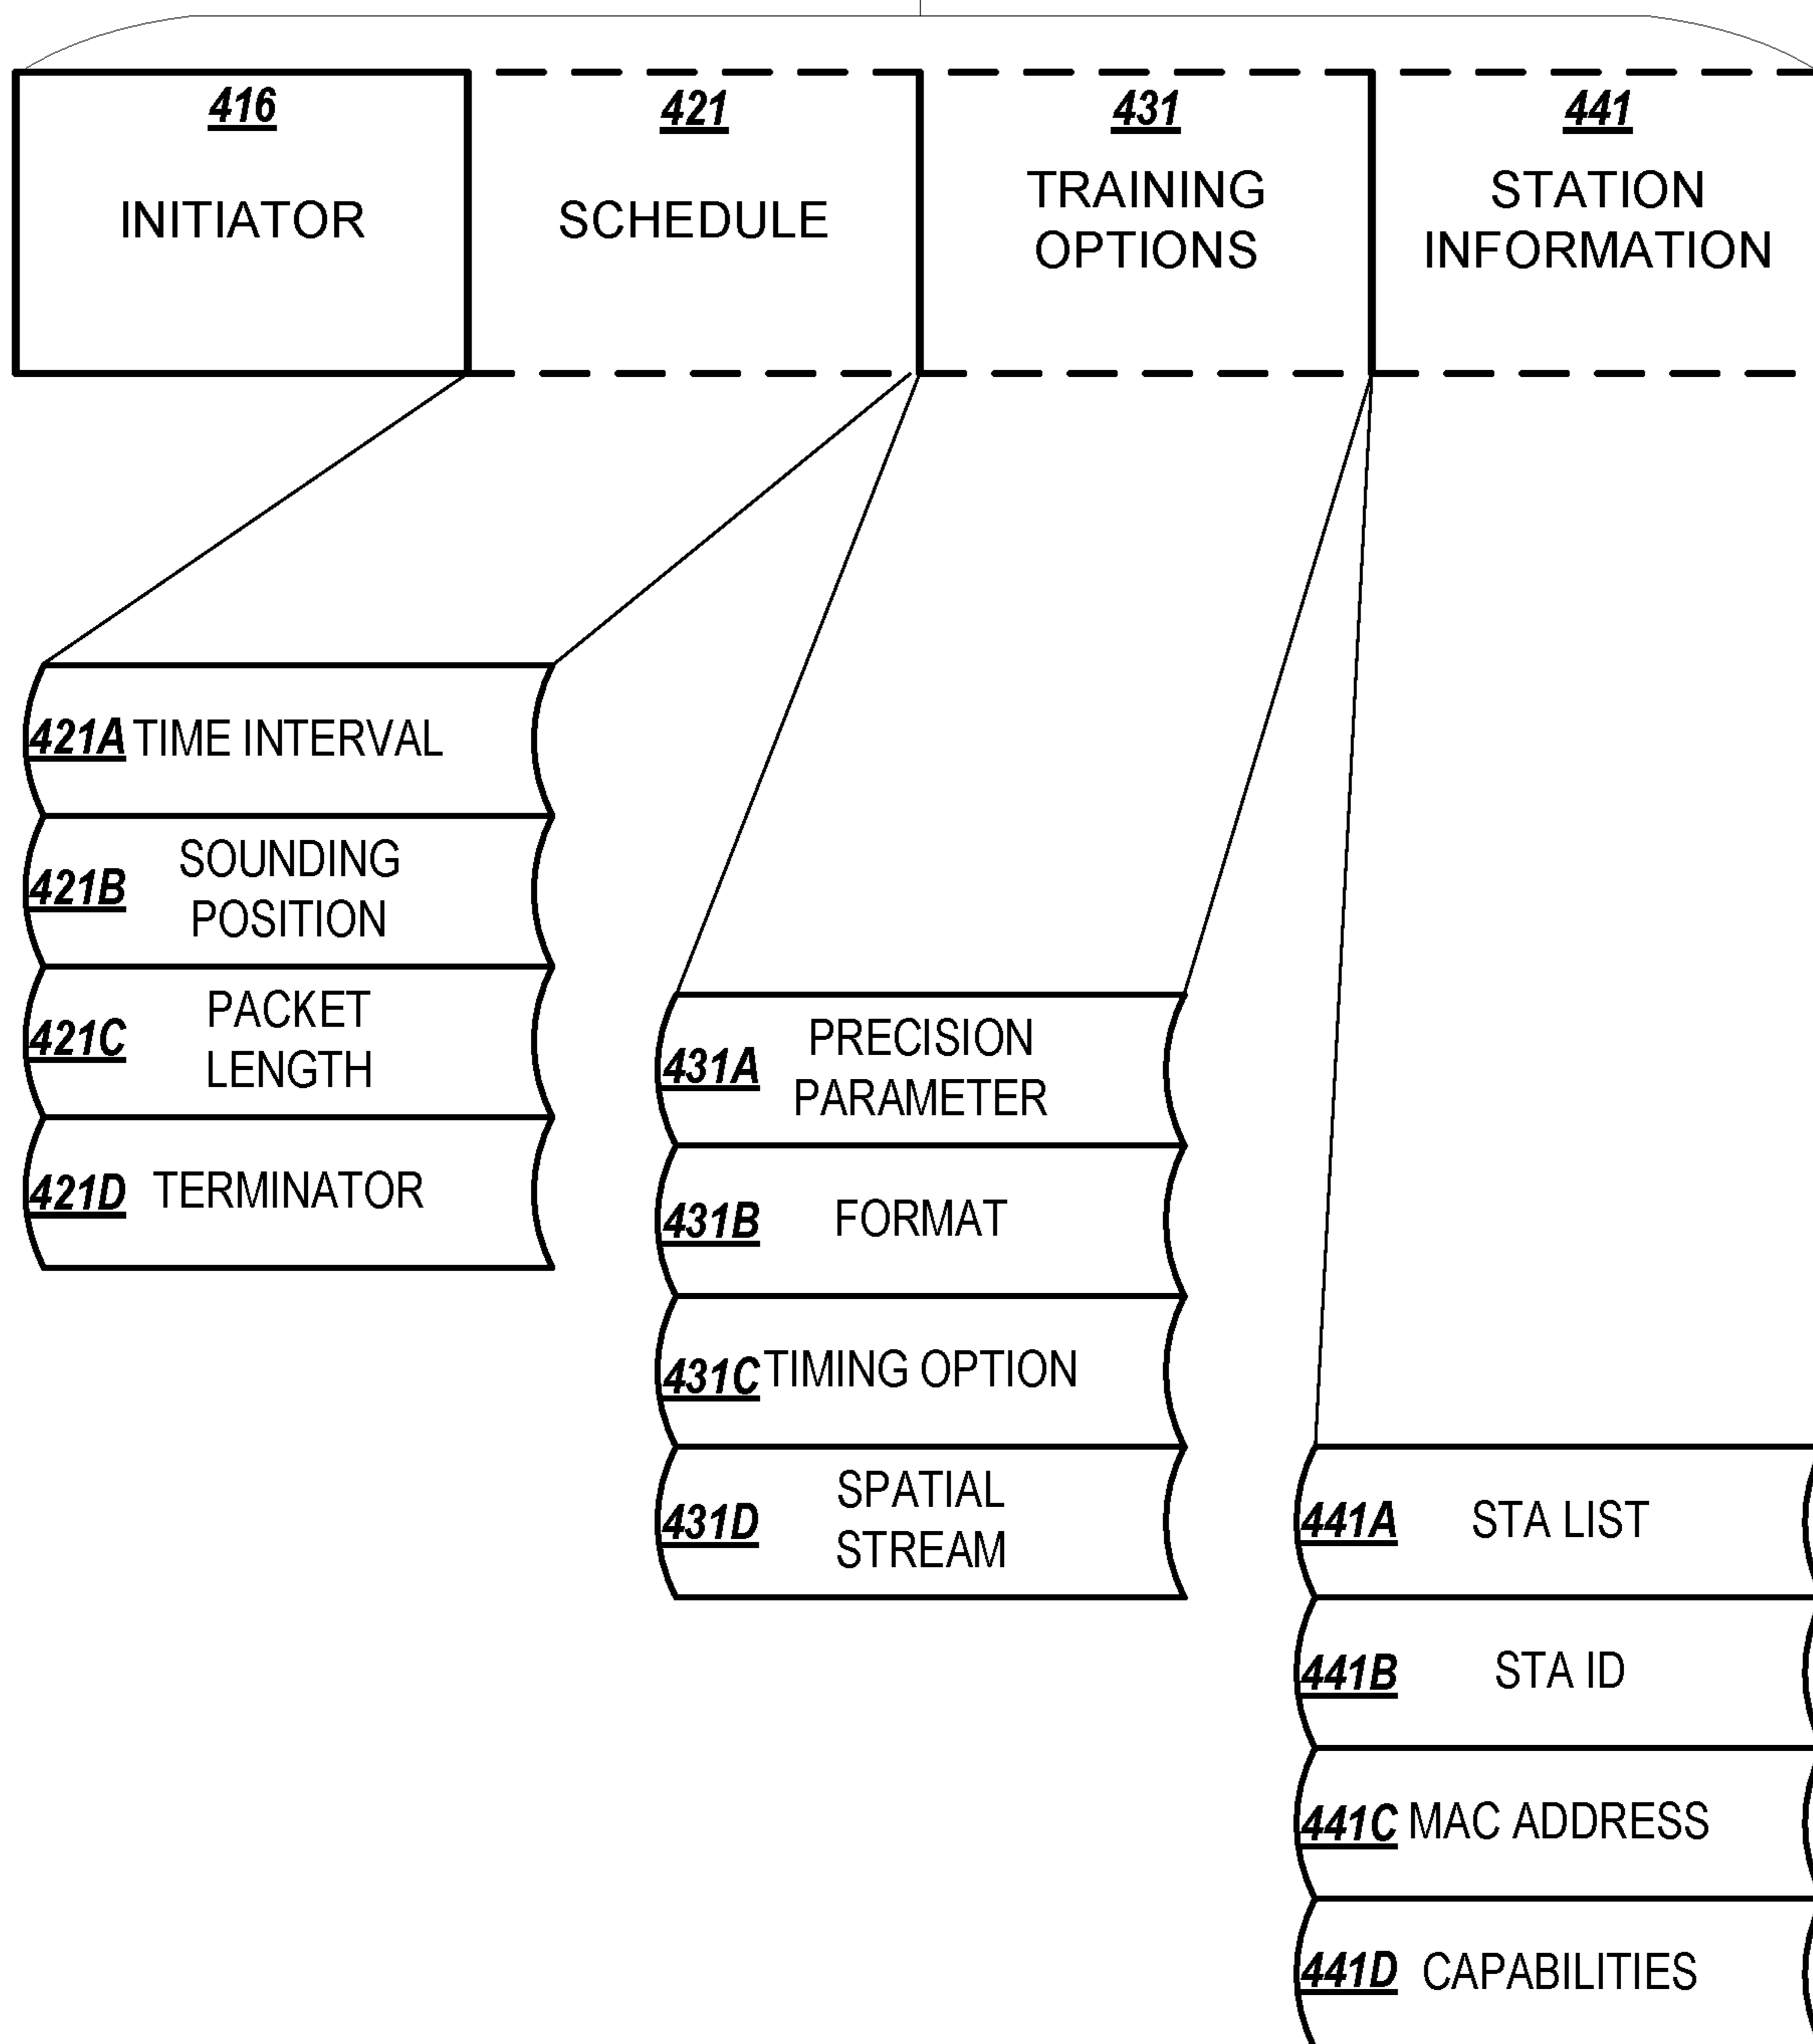 416
INITIATOR
421
SCHEDULE
431
TRAINING
OPTIONS
441
STATION
INFORMATION
421A TIME INTERVAL
421B SOUNDING
POSITION
421C PACKET
LENGTH
421D TERMINATOR
431A PRECISION
PARAMETER
431B FORMAT
431C TIMING OPTION
431D SPATIAL
STREAM
441A STA LIST
441B STA ID
441C MAC ADDRESS
441D CAPABILITIES